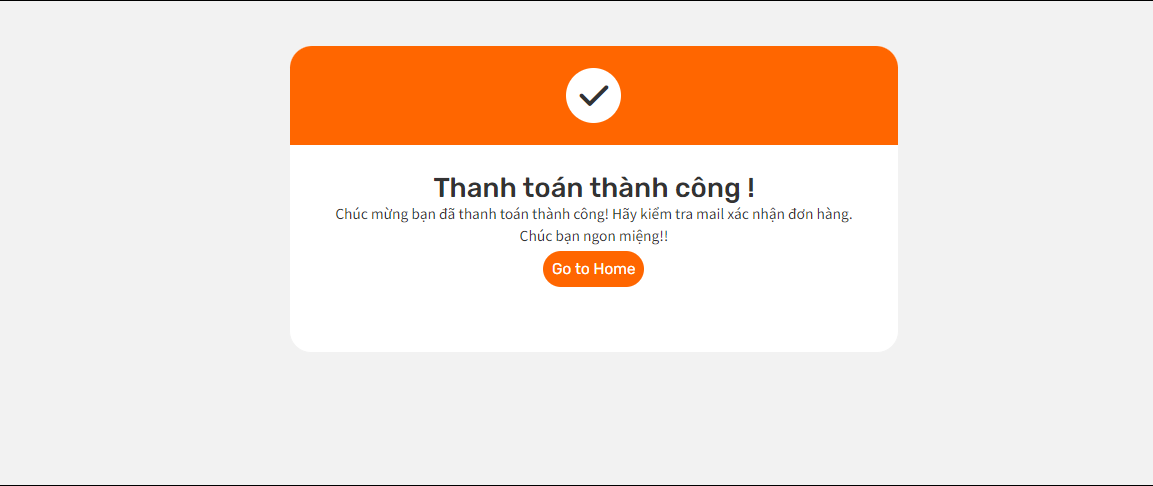 Thanh toán thành công !
Chúc mừng bạn đã thanh toán thành công! Hãy kiểm tra mail xác nhận đơn hàng.
Chúc bạn ngon miệng!!
Go to Home